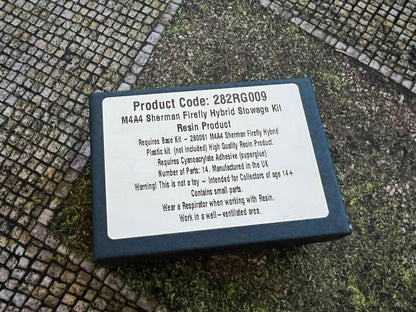 Product Code: 282RG009
M4A4 Sherman Firefly Hybrid Stowage Kit
Resin Product
Requires Base Kit - 280061 M4A4 Sherman Firefly Hybrid
Plastic kit (not included) High Quality Resin Product.
Requires Cyanoacrylate Adhesive (superglue)
Number of Parts: 14. Manufactured in the UK
Warning! This is not a toy - Intended for Collectors of age 14+
Contains small parts.
Wear a Respirator when working with Resin.
Work in a well-ventilated area.